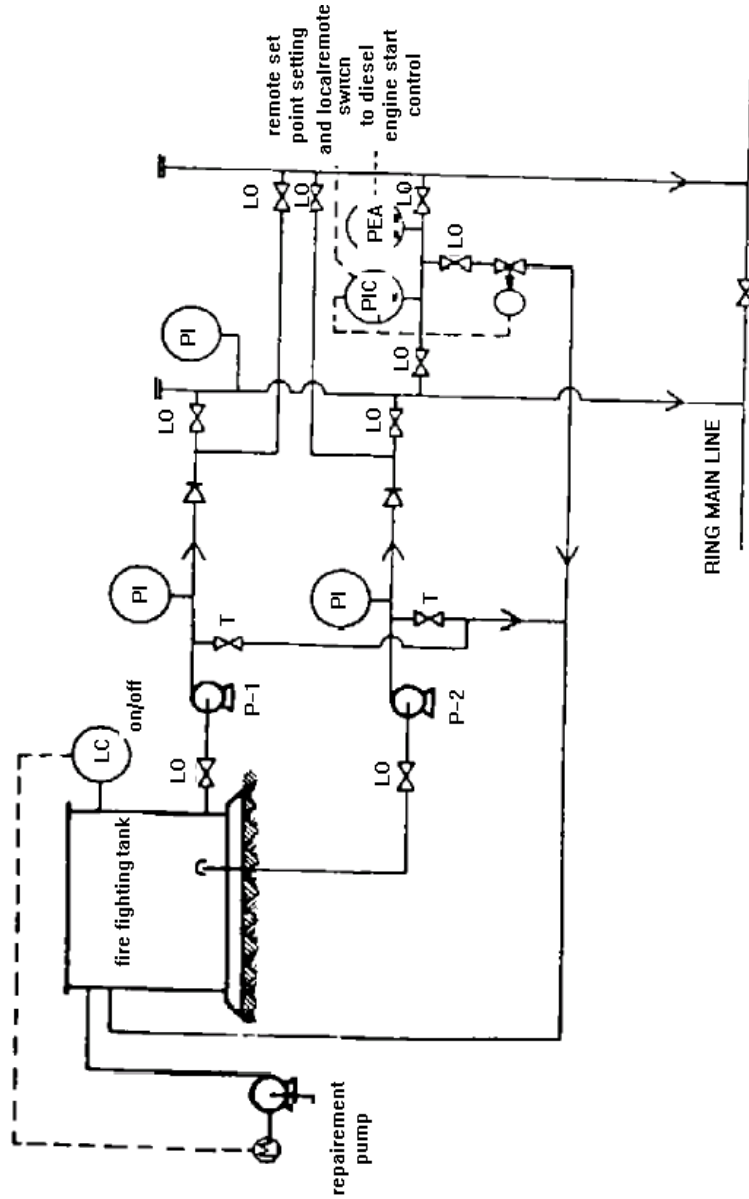 repairement
pump
fire fighting tank
LC
on/off
LO
P-1
LO
P-2
PI
T
PI
T
LO
PI
LO
LO
PIC
PEA
LO
LO
LO
LO
remote set
point setting
and localremote
switcn
to diesel
engine start
control
RING MAIN LINE
M